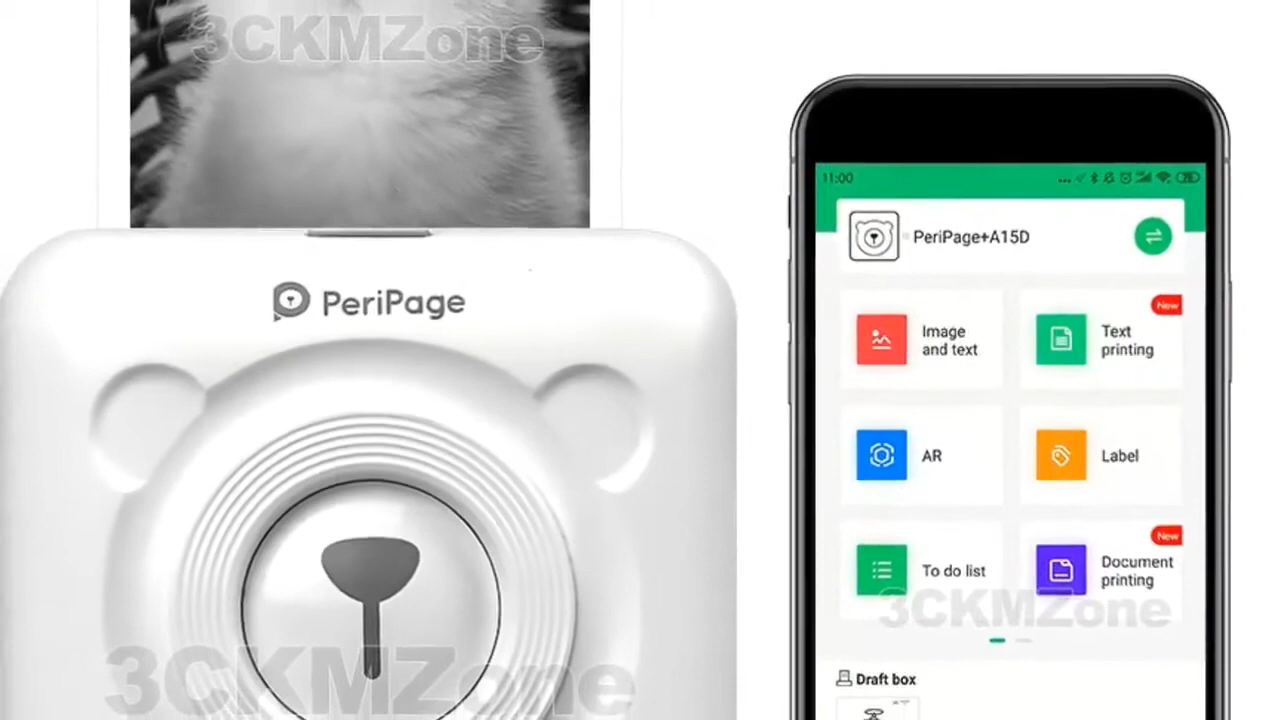 3CKMZone
PeriPage
11:00
PeriPage+A15D
Image
and text
New
Text
printing
AR
Label
To do list
New
Document
printing
3CKMZone
Draft box
3CKMZone